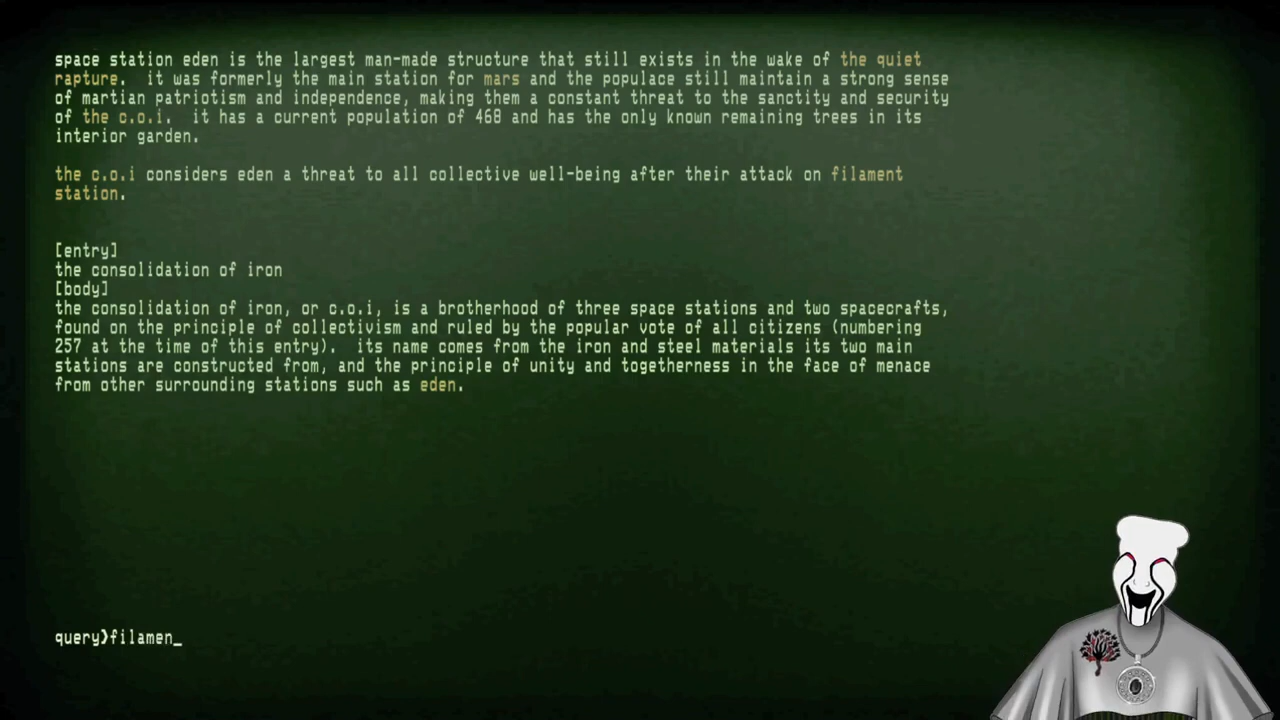 space station eden is the largest man-made structure that still exists in the wake of the quiet
rapture.  it was formerly the main station for mars and the populace still maintain a strong sense
of martian patriotism and independence, making them a constant threat to the sanctity and security
of the c.o.i.  it has a current population of 468 and has the only known remaining trees in its
interior garden.
the c.o.i considers eden a threat to all collective well-being after their attack on filament
station.
[entry]
the consolidation of iron
[body]
the consolidation of iron, or c.o.i, is a brotherhood of three space stations and two spacecrafts,
found on the principle of collectivism and ruled by the popular vote of all citizens (numbering
257 at the time of this entry).  its name comes from the iron and steel materials its two main
stations are constructed from, and the principle of unity and togetherness in the face of menace
from other surrounding stations such as eden.
query>filamen_